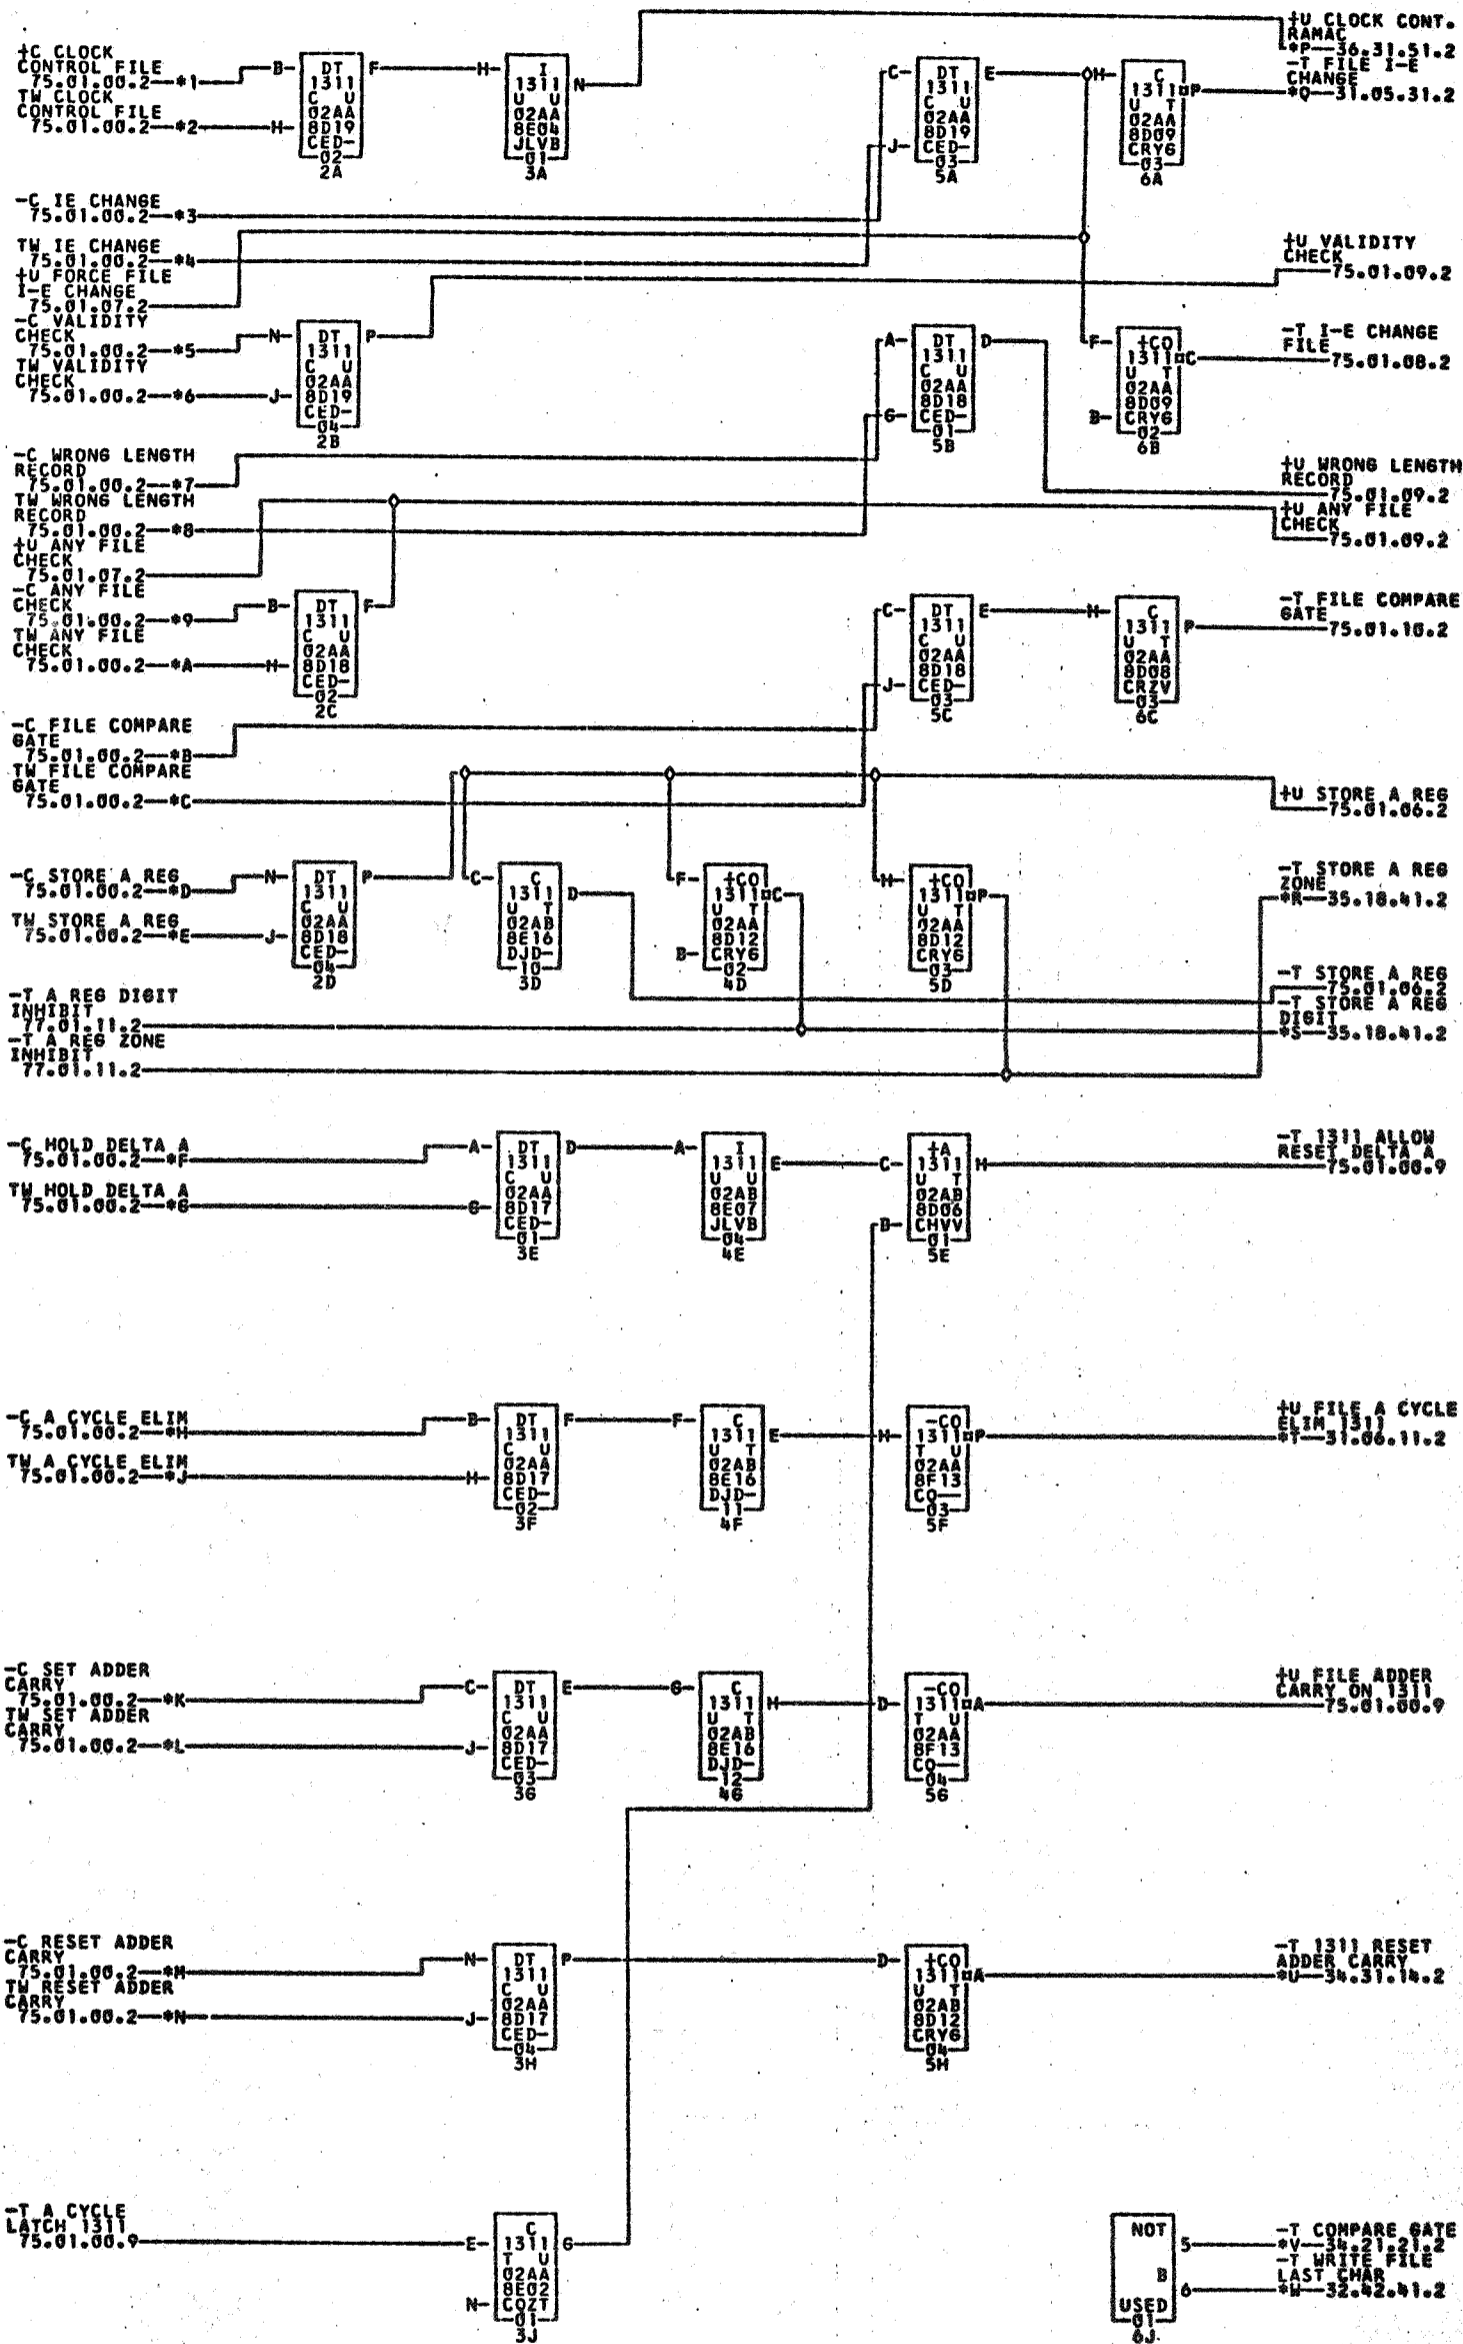 +C CLOCK
CONTROL FILE
75.01.00.2—*1
TW CLOCK
CONTROL FILE
75.01.00.2—*2
-C IE CHANGE
75.01.00.2—*3
TW IE CHANGE
75.01.00.2—*4
+U FORCE FILE
I-E CHANGE
75.01.07.2
-C VALIDITY
CHECK
75.01.00.2—*5
TW VALIDITY
CHECK
75.01.00.2—*6
-C WRONG LENGTH
RECORD
75.01.00.2—*7
TW WRONG LENGTH
RECORD
75.01.00.2—*8
+U ANY FILE
CHECK
75.01.07.2
-C ANY FILE
CHECK
75.01.00.2—*9
TW ANY FILE
CHECK
75.01.00.2—*A
-C FILE COMPARE
GATE
75.01.00.2—*B
TW FILE COMPARE
GATE
75.01.00.2—*C
-C STORE A REG
75.01.00.2—*D
TW STORE A REG
75.01.00.2—*E
-T A REG DIGIT
INHIBIT
77.01.11.2
-T A REG ZONE
INHIBIT
77.01.11.2
-C HOLD DELTA A
75.01.00.2—*F
TW HOLD DELTA A
75.01.00.2—*G
-C A CYCLE ELIM
75.01.00.2—*H
TW A CYCLE ELIM
75.01.00.2—*J
-C SET ADDER
CARRY
75.01.00.2—*K
TW SET ADDER
CARRY
75.01.00.2—*L
-C RESET ADDER
CARRY
75.01.00.2—*M
TW RESET ADDER
CARRY
75.01.00.2—*N
-T A CYCLE
LATCH 1311
75.01.00.9
B
H
DT
1311
C U
02AA
8D19
CED-
02
2A
F
H
I
1311
U U
02AA
8E04
JLVB
01
3A
N
C
J
DT
1311
C U
02AA
8D19
CED-
03
5A
E
H
C
1311
U T
02AA
8D09
CRYG
03
6A
P
N
J
DT
1311
C U
02AA
8D19
CED-
04
2B
P
A
G
DT
1311
C U
02AA
8D18
CED-
01
5B
D
F
B
+CO
1311
U T
02AA
8D09
CRYG
02
6B
C
B
H
DT
1311
C U
02AA
8D18
CED-
02
2C
F
C
J
DT
1311
C U
02AA
8D18
CED-
03
5C
E
H
C
1311
U T
02AA
8D08
CRZV
03
6C
P
N
J
DT
1311
C U
02AA
8D18
CED-
04
2D
P
C
C
1311
U T
02AB
8E16
DJD-
10
3D
D
F
B
+CO
1311
U T
02AA
8D12
CRYG
02
4D
C
H
+CO
1311
U T
02AA
8D12
CRYG
03
5D
P
A
G
DT
1311
C U
02AA
8D17
CED-
01
3E
D
A
I
1311
U U
02AB
8E07
JLVB
04
4E
E
C
B
+A
1311
U T
02AB
8D06
CHVV
01
5E
H
B
H
DT
1311
C U
02AA
8D17
CED-
02
3F
F
F
C
1311
U T
02AB
8E16
DJD-
11
4F
E
H
-CO
1311
T U
02AA
8F13
CQ--
03
5F
P
C
J
DT
1311
C U
02AA
8D17
CED-
03
3G
E
G
C
1311
U T
02AB
8E16
DJD-
12
4G
H
D
-CO
1311
T U
02AA
8F13
CQ--
04
5G
A
N
J
DT
1311
C U
02AA
8D17
CED-
04
3H
P
D
+CO
1311
U T
02AB
8D12
CRYG
04
5H
A
E
N
C
1311
T U
02AA
8E02
CQZT
01
3J
G
NOT
B
USED
01
6J
5
6
+U CLOCK CONT.
RAMAC
*P—36.31.51.2
-T FILE I-E
CHANGE
*Q—31.05.31.2
+U VALIDITY
CHECK
75.01.09.2
-T I-E CHANGE
FILE
75.01.08.2
+U WRONG LENGTH
RECORD
75.01.09.2
+U ANY FILE
CHECK
75.01.09.2
-T FILE COMPARE
GATE
75.01.10.2
+U STORE A REG
75.01.06.2
-T STORE A REG
ZONE
*R—35.18.41.2
-T STORE A REG
75.01.06.2
-T STORE A REG
DIGIT
*S—35.18.41.2
-T 1311 ALLOW
RESET DELTA A
75.01.00.9
+U FILE A CYCLE
ELIM 1311
*T—31.06.11.2
+U FILE ADDER
CARRY ON 1311
75.01.00.9
-T 1311 RESET
ADDER CARRY
*U—34.31.14.2
-T COMPARE GATE
*V—34.21.21.2
-T WRITE FILE
LAST CHAR
*W—32.42.41.2